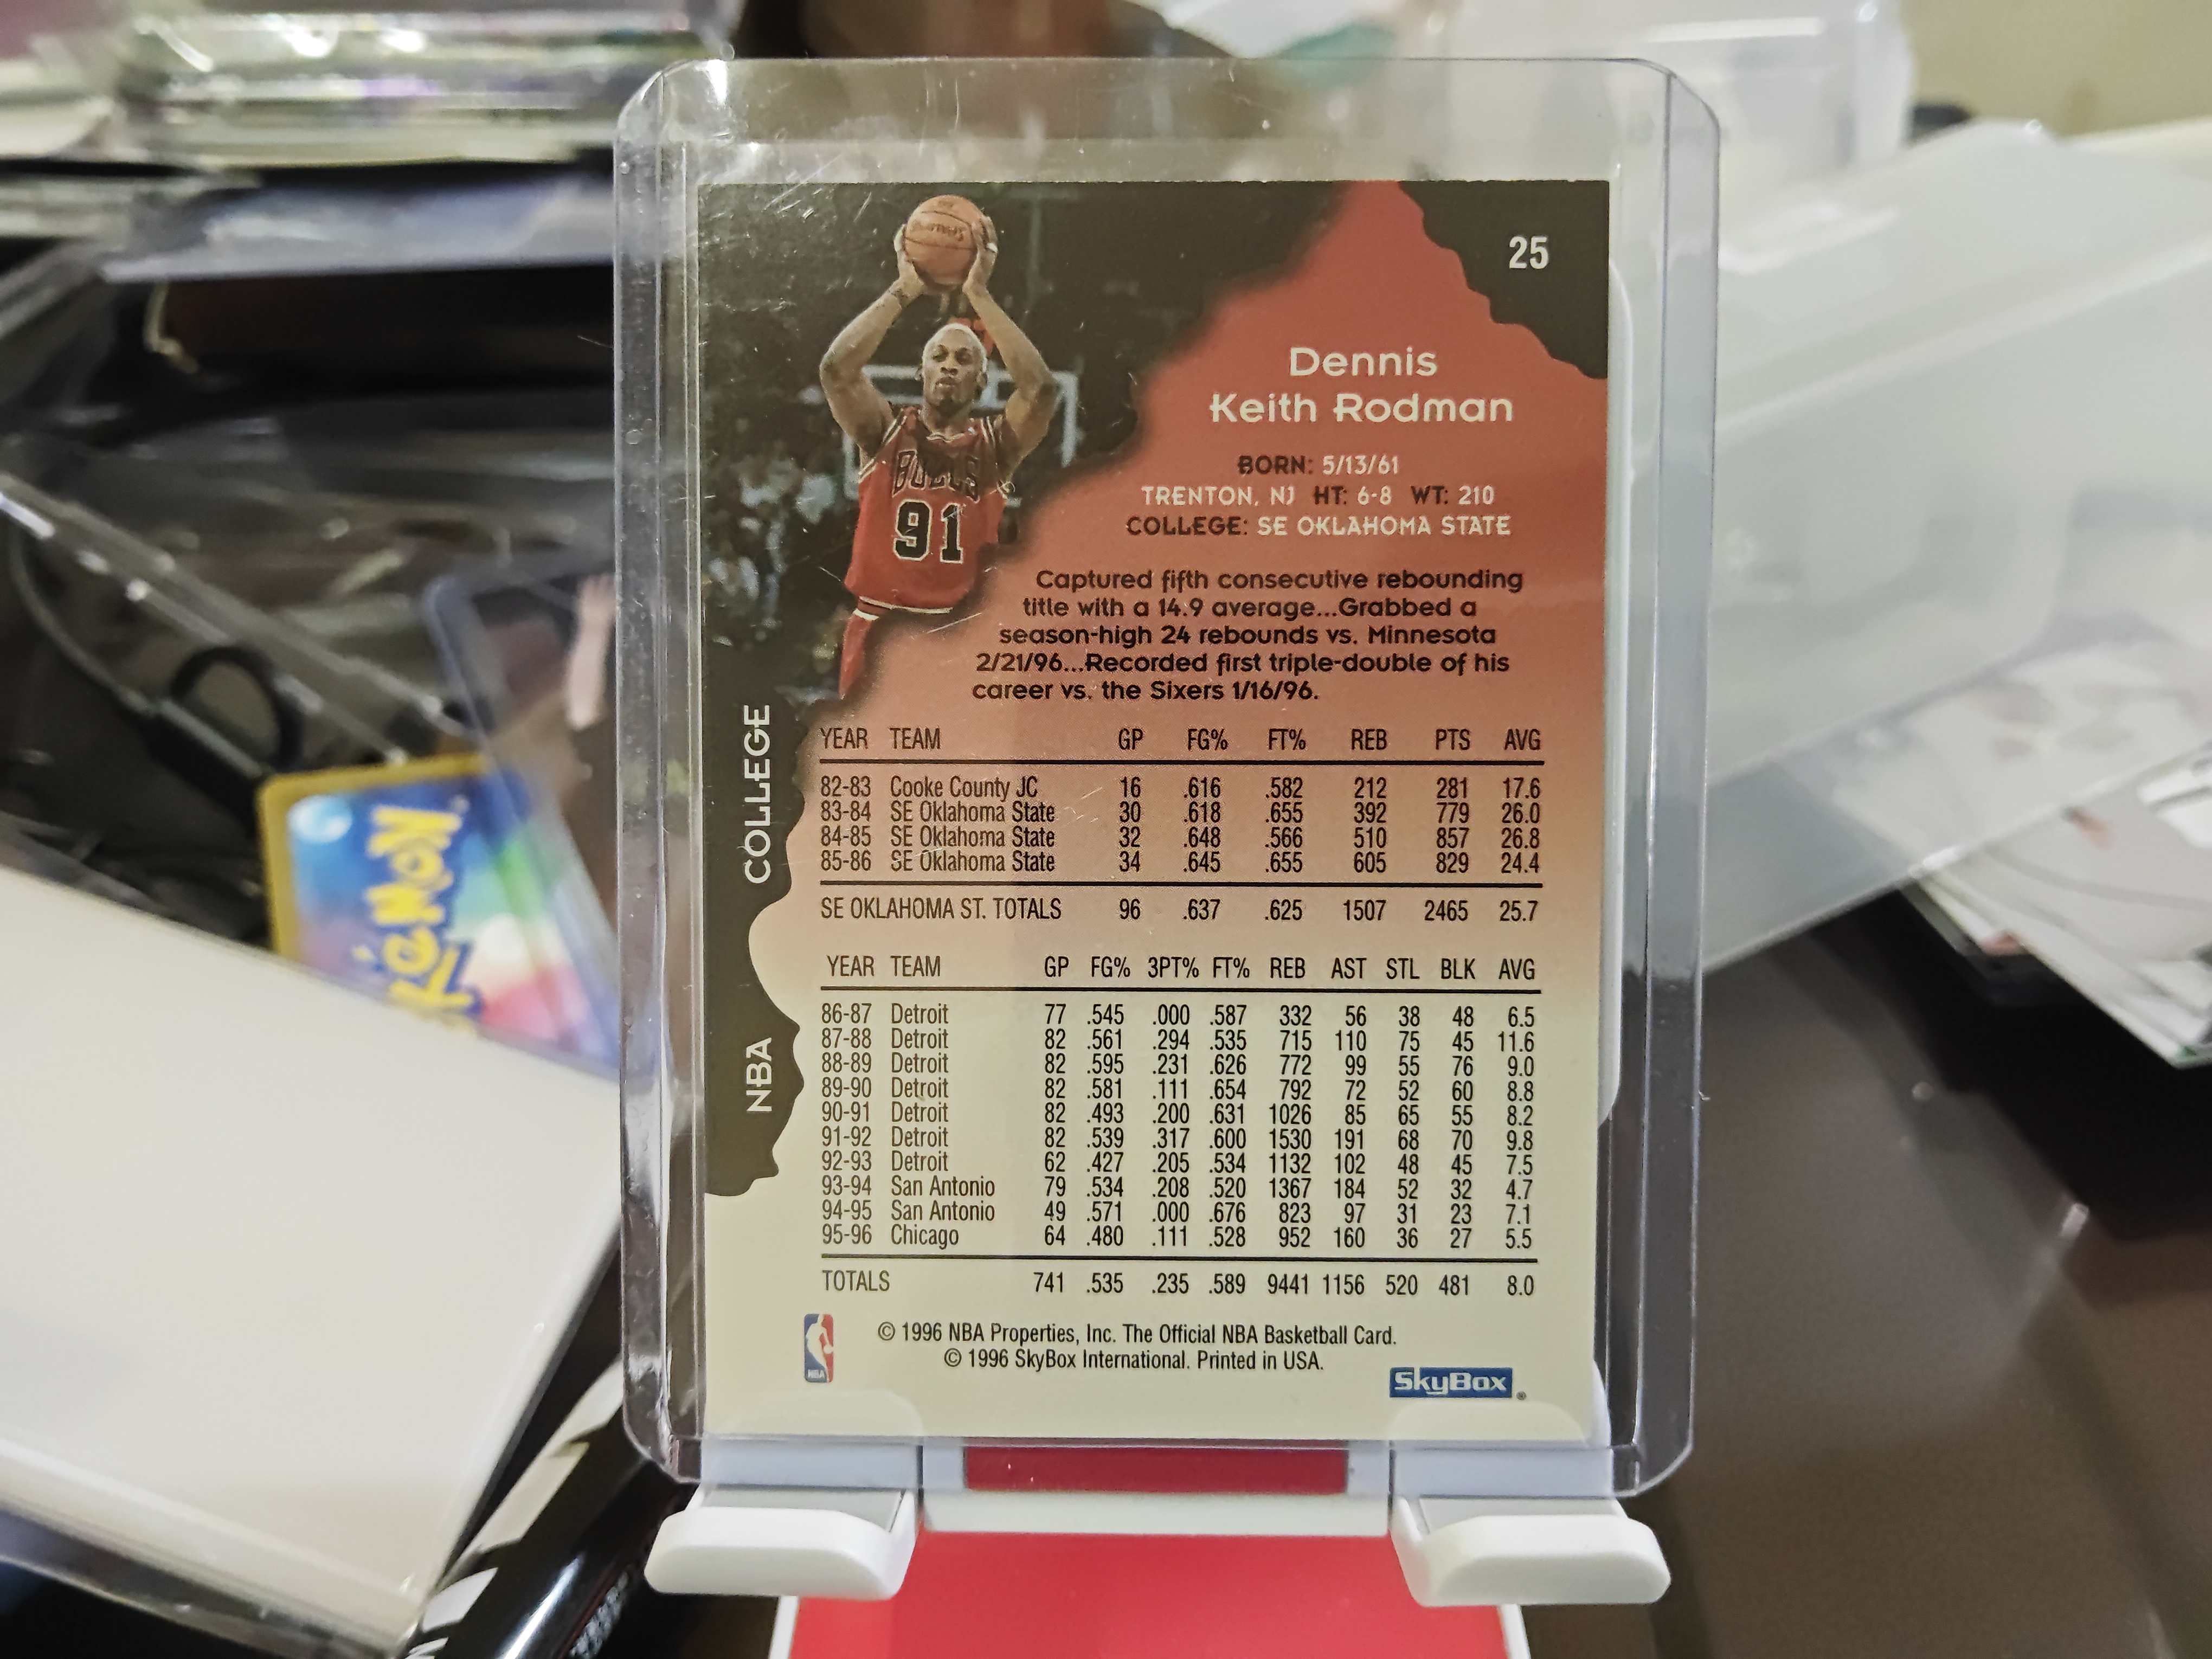 25
Dennis
Keith Rodman
BORN: 5/13/61
TRENTON, NJ HT: 6-8 WT: 210
COLLEGE: SE OKLAHOMA STATE
BULLS
91
Captured fifth consecutive rebounding
title with a 14.9 average...Grabbed a
season-high 24 rebounds vs. Minnesota
2/21/96...Recorded first triple-double of his
career vs. the Sixers 1/16/96.
COLLEGE
YEAR TEAM GP FG% FT% REB PTS AVG
82-83 Cooke County JC 16 .616 .582 212 281 17.6
83-84 SE Oklahoma State 30 .618 .655 392 779 26.0
84-85 SE Oklahoma State 32 .648 .566 510 857 26.8
85-86 SE Oklahoma State 34 .645 .655 605 829 24.4
SE OKLAHOMA ST. TOTALS 96 .637 .625 1507 2465 25.7
NBA
YEAR TEAM GP FG% 3PT% FT% REB AST STL BLK AVG
86-87 Detroit 77 .545 .000 .587 332 56 38 48 6.5
87-88 Detroit 82 .561 .294 .535 715 110 75 45 11.6
88-89 Detroit 82 .595 .231 .626 772 99 55 76 9.0
89-90 Detroit 82 .581 .111 .654 792 72 52 60 8.8
90-91 Detroit 82 .493 .200 .631 1026 85 65 55 8.2
91-92 Detroit 82 .539 .317 .600 1530 191 68 70 9.8
92-93 Detroit 62 .427 .205 .534 1132 102 48 45 7.5
93-94 San Antonio 79 .534 .208 .520 1367 184 52 32 4.7
94-95 San Antonio 49 .571 .000 .676 823 97 31 23 7.1
95-96 Chicago 64 .480 .111 .528 952 160 36 27 5.5
TOTALS 741 .535 .235 .589 9441 1156 520 481 8.0
© 1996 NBA Properties, Inc. The Official NBA Basketball Card.
© 1996 SkyBox International. Printed in USA.
NBA
SkyBox®
POKéMON